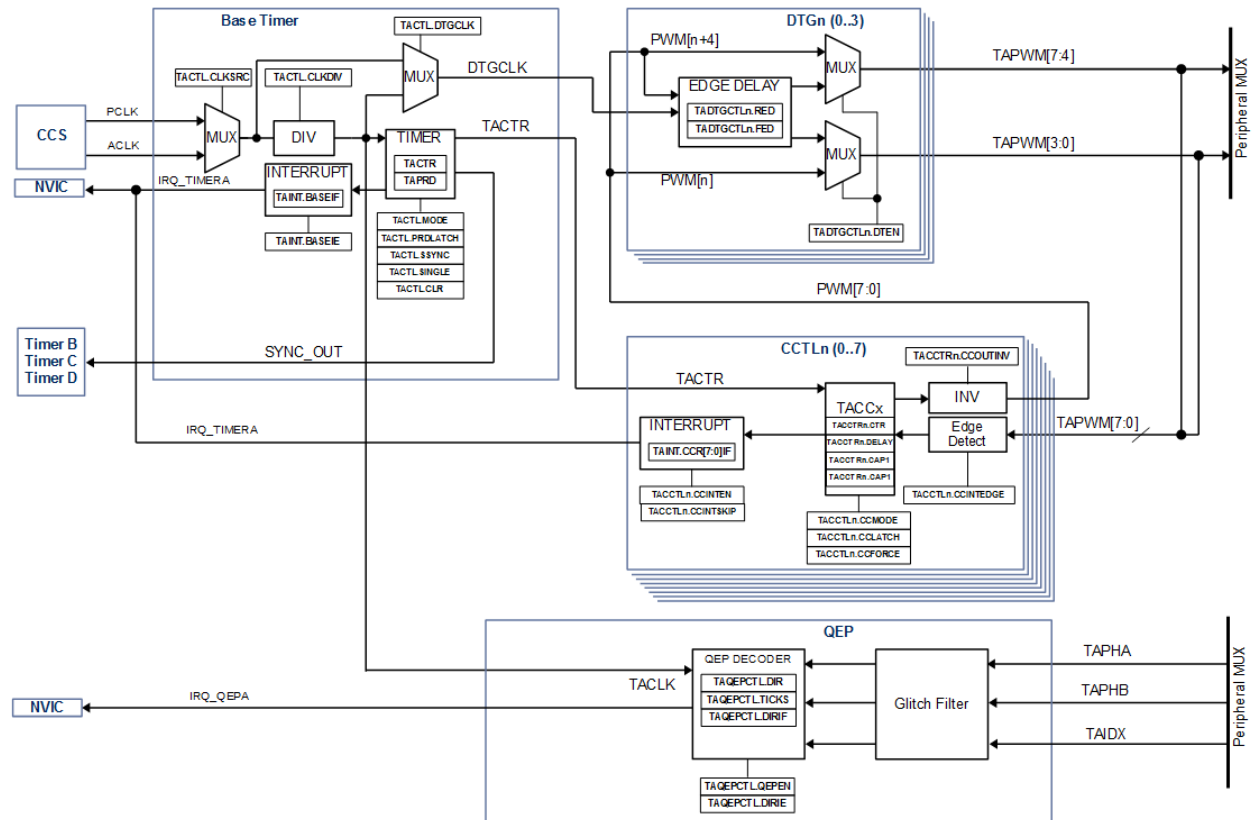 Base Timer
TACTL.DTGCLK
TACTL.CLKSRC
TACTL.CLKDIV
MUX
DTGCLK
CCS
PCLK
ACLK
MUX
DIV
TIMER
TACTR
TAPRD
TACTR
NVIC
IRQ_TIMERA
INTERRUPT
TAINT.BASEIF
TAINT.BASEIE
TACTL.MODE
TACTL.PRDLATCH
TACTL.SSYNC
TACTL.SINGLE
TACTL.CLR
Timer B
Timer C
Timer D
SYNC_OUT
DTGn (0..3)
PWM[n+4]
EDGE DELAY
TADTGCTLn.RED
TADTGCTLn.FED
MUX
MUX
PWM[n]
TADTGCTLn.DTEN
TAPWM[7:4]
TAPWM[3:0]
Peripheral MUX
PWM[7:0]
CCTLn (0..7)
TACCTRn.CCOUTINV
TACTR
TACCx
TACCTRn.CTR
TACCTRn.DELAY
TACCTRn.CAP1
TACCTRn.CAP1
INV
Edge
Detect
TAPWM[7:0]
IRQ_TIMERA
INTERRUPT
TAINT.CCR[7:0]IF
TACCTLn.CCINTEN
TACCTLn.CCINTSKIP
TACCTLn.CCINTEDGE
TACCTLn.CCMODE
TACCTLn.CCLATCH
TACCTLn.CCFORCE
QEP
QEP DECODER
TAQEPCTL.DIR
TAQEPCTL.TICKS
TAQEPCTL.DIRIF
TACLK
IRQ_QEPA
NVIC
Glitch Filter
TAPHA
TAPHB
TAIDX
Peripheral MUX
TAQEPCTL.QEPEN
TAQEPCTL.DIRIE